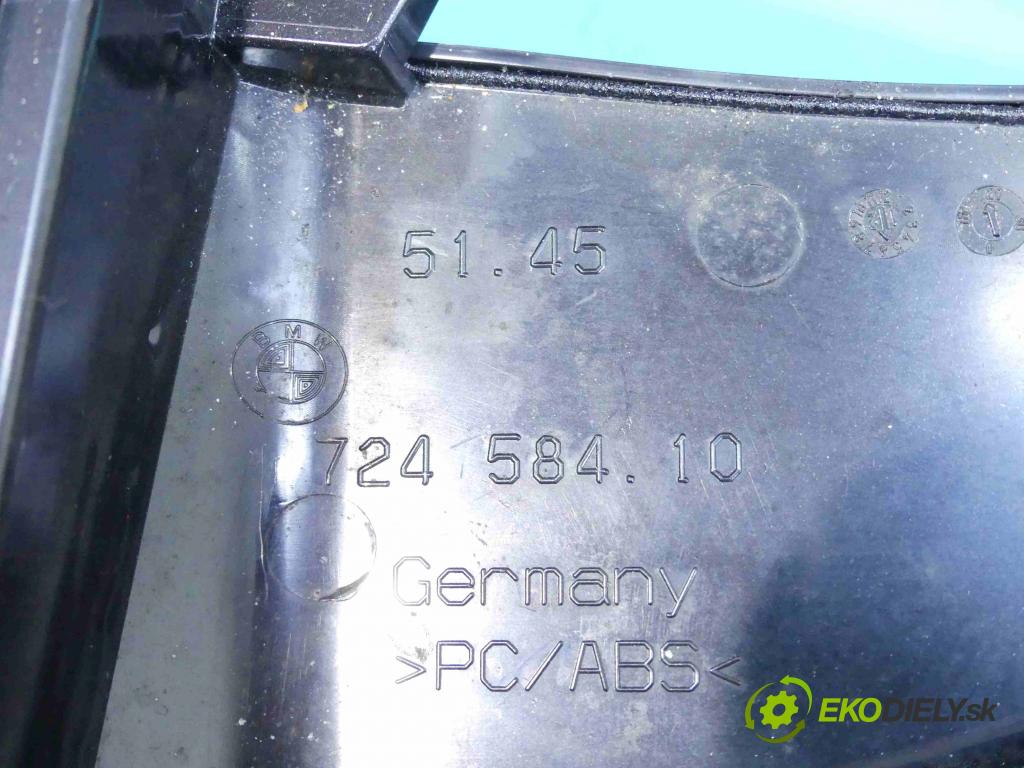 51.45
BMW
724 584.10
Germany
>PC/ABS<
EKODIELY.sk